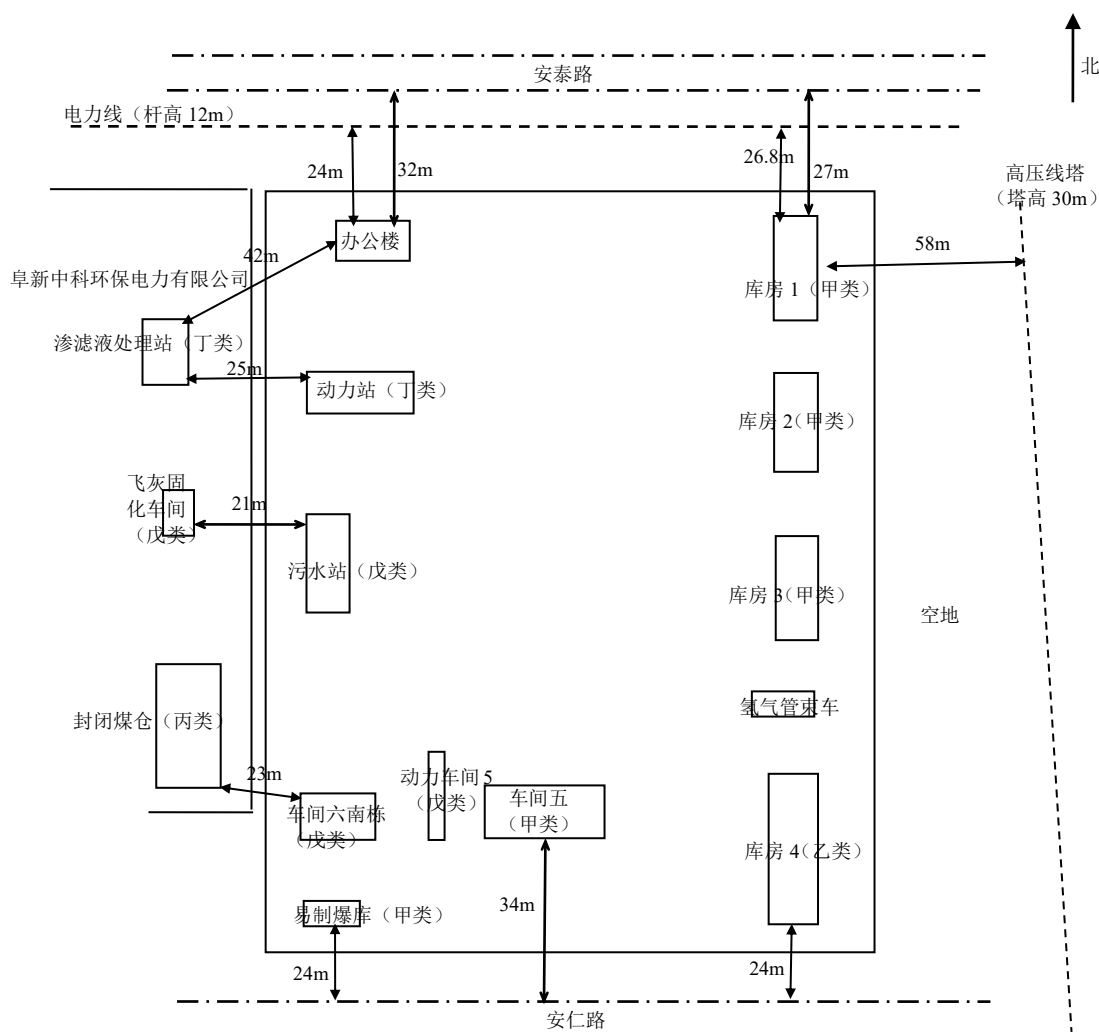 北
安泰路
电力线（杆高 12m）
24m
32m
26.8m
27m
高压线塔
（塔高 30m）
办公楼
42m
58m
阜新中科环保电力有限公司
库房 1（甲类）
渗滤液处理站（丁类）
25m
动力站（丁类）
库房 2（甲类）
飞灰固
化车间
（戊类）
21m
污水站（戊类）
库房 3（甲类）
空地
氢气管束车
封闭煤仓（丙类）
23m
动力车间 5
（戊类）
车间六南栋
（戊类）
车间五
（甲类）
库房 4（乙类）
易制爆库（甲类）
34m
24m
24m
安仁路